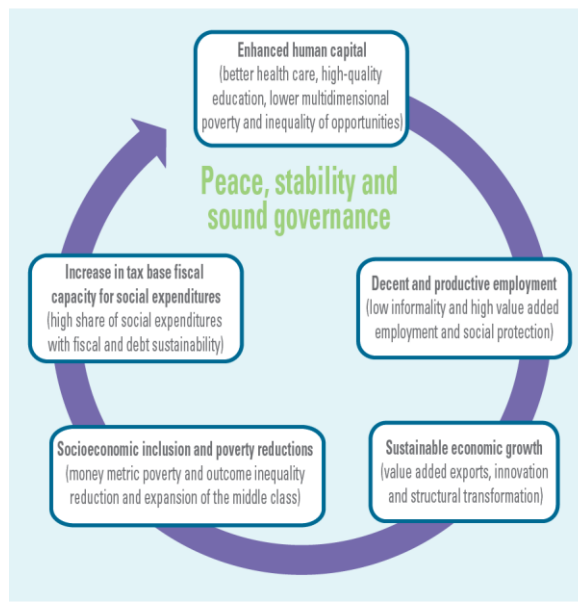 Enhanced human capital
(better health care, high-quality
education, lower multidimensional
poverty and inequality of opportunities)
Peace, stability and
sound governance
Increase in tax base fiscal
capacity for social expenditures
(high share of social expenditures
with fiscal and debt sustainability)
Decent and productive employment
(low informality and high value added
employment and social protection)
Socioeconomic inclusion and poverty reductions
(money metric poverty and outcome inequality
reduction and expansion of the middle class)
Sustainable economic growth
(value added exports, innovation
and structural transformation)